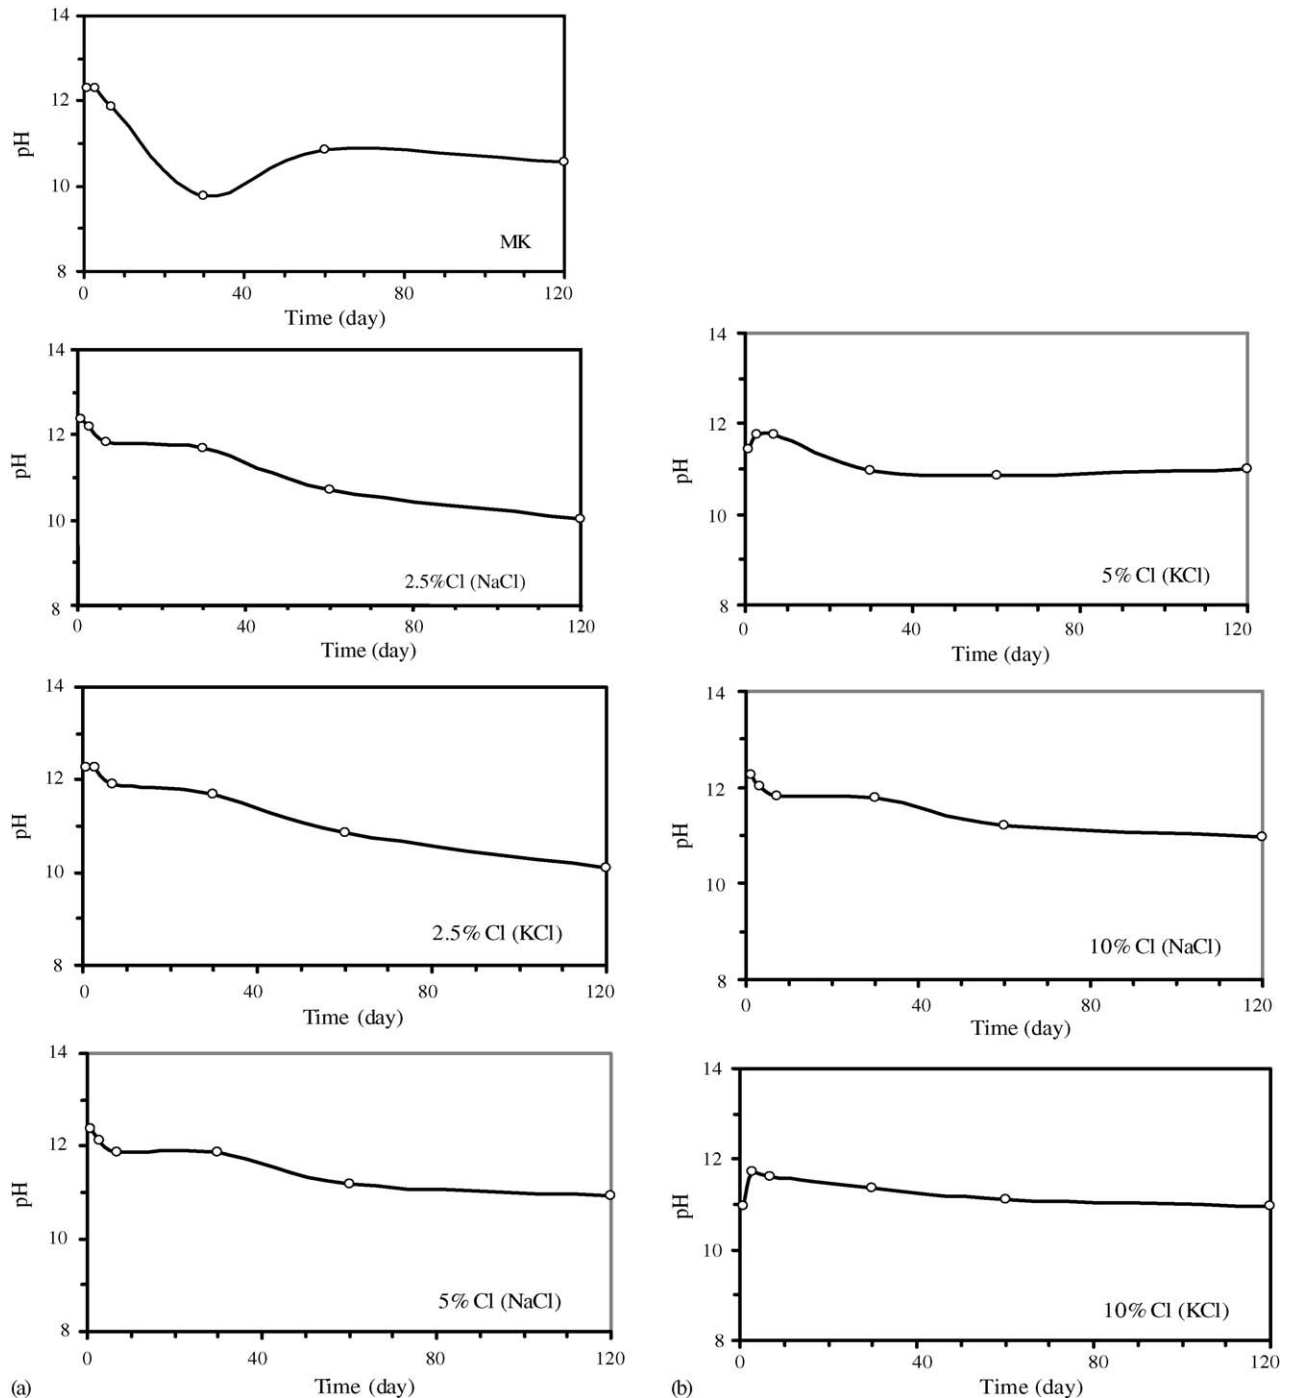 14
12
pH
10
MK
8
0 40 80 120
Time (day)
14
12
pH
10
2.5%Cl (NaCl)
8
0 40 80 120
Time (day)
14
12
pH
10
2.5% Cl (KCl)
8
0 40 80 120
Time (day)
14
12
pH
10
5% Cl (NaCl)
8
0 40 80 120
(a) Time (day)
14
12
pH
10
5% Cl (KCl)
8
0 40 80 120
Time (day)
14
12
pH
10
10% Cl (NaCl)
8
0 40 80 120
Time (day)
14
12
pH
10
10% Cl (KCl)
8
0 40 80 120
(b) Time (day)